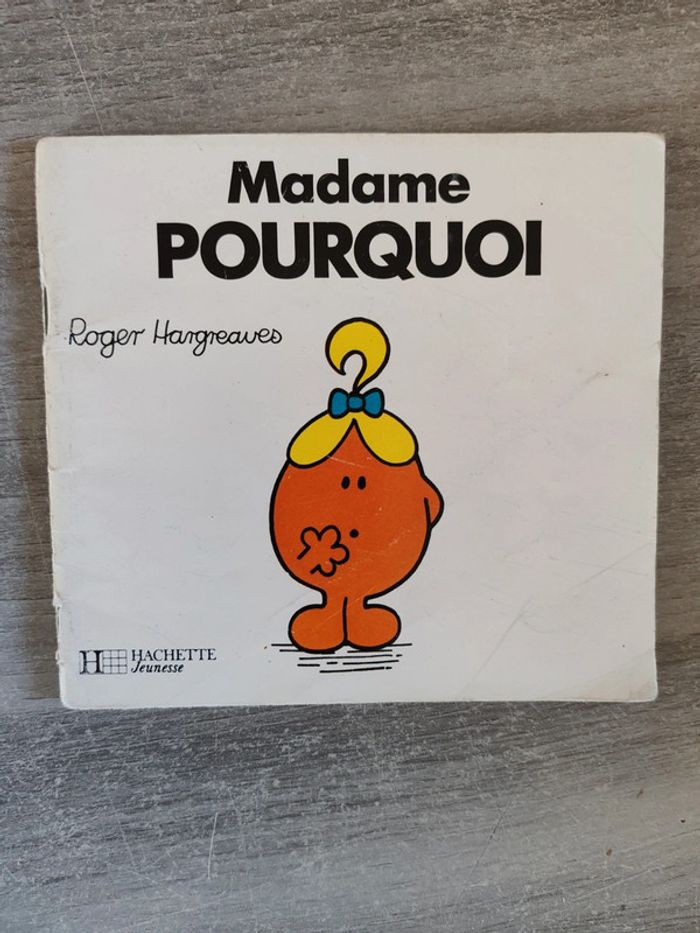 Madame
POURQUOI
Roger Hargreaves
H HACHETTE
Jeunesse